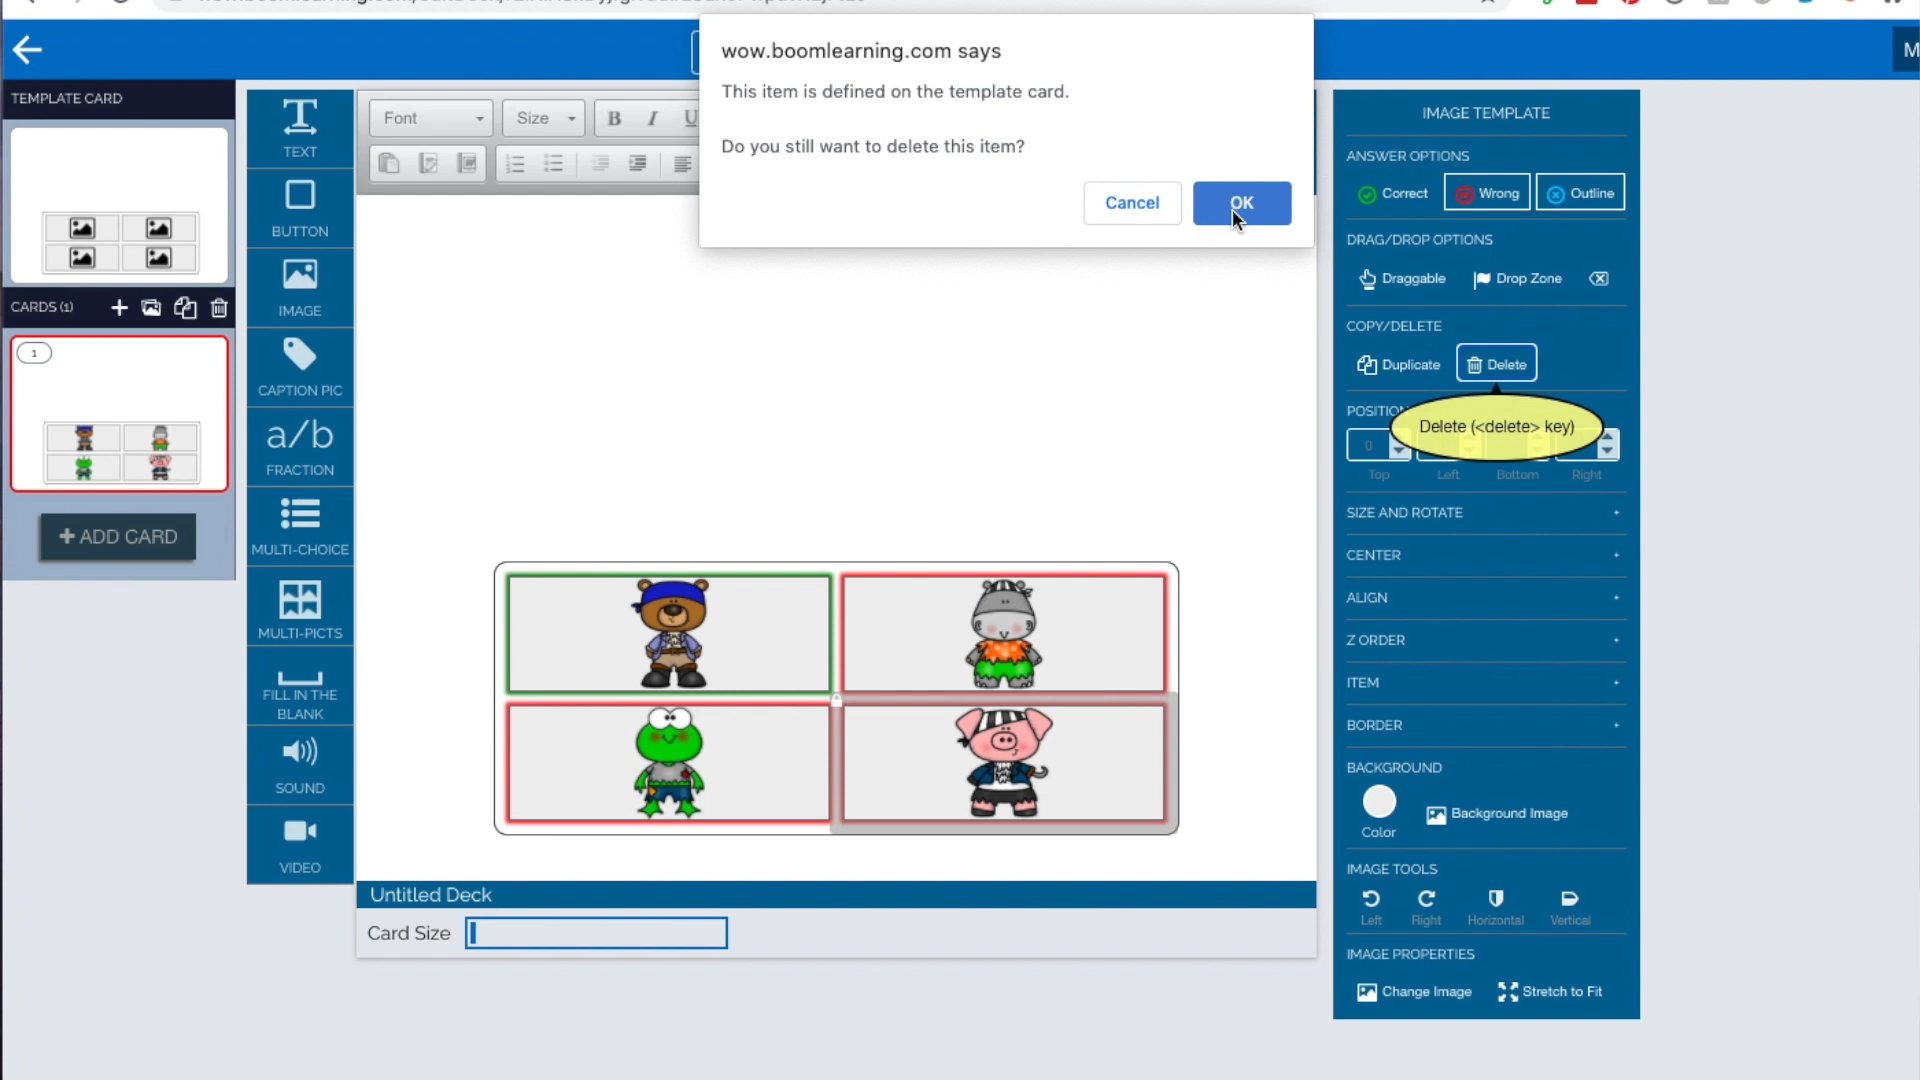 wow.boomlearning.com says
This item is defined on the template card.
Do you still want to delete this item?
Cancel
OK
M
TEMPLATE CARD
CARDS (1)
1
+ ADD CARD
TEXT
BUTTON
IMAGE
CAPTION PIC
a/b
FRACTION
MULTI-CHOICE
MULTI-PICTS
FILL IN THE
BLANK
SOUND
VIDEO
Font
Size
B I U
Untitled Deck
Card Size
IMAGE TEMPLATE
ANSWER OPTIONS
Correct
Wrong
Outline
DRAG/DROP OPTIONS
Draggable
Drop Zone
COPY/DELETE
Duplicate
Delete
POSITION
Delete (<delete> key)
0
Top
Left
Bottom
Right
SIZE AND ROTATE
CENTER
ALIGN
Z ORDER
ITEM
BORDER
BACKGROUND
Color
Background Image
IMAGE TOOLS
Left
Right
Horizontal
Vertical
IMAGE PROPERTIES
Change Image
Stretch to Fit